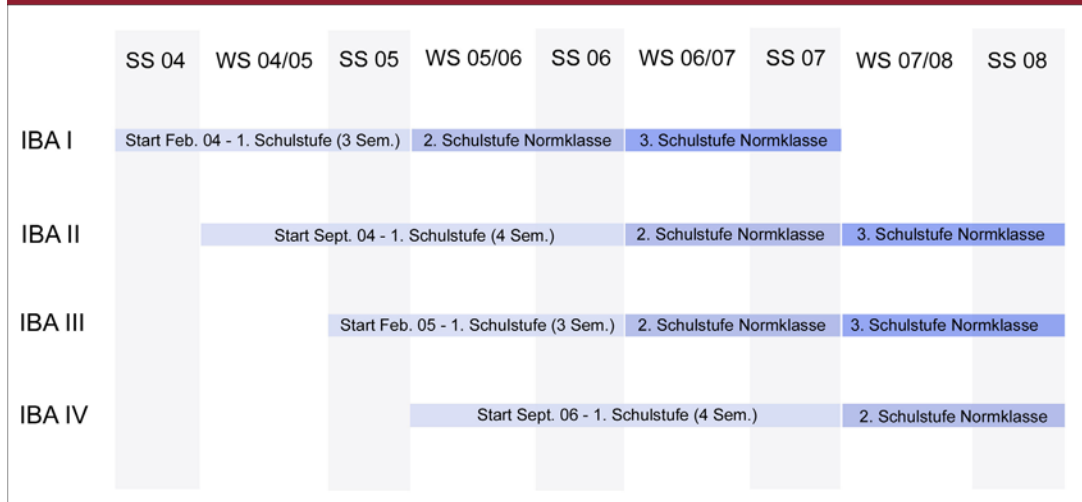 SS 04 WS 04/05 SS 05 WS 05/06 SS 06 WS 06/07 SS 07 WS 07/08 SS 08
IBA I Start Feb. 04 - 1. Schulstufe (3 Sem.) 2. Schulstufe Normklasse 3. Schulstufe Normklasse
IBA II Start Sept. 04 - 1. Schulstufe (4 Sem.) 2. Schulstufe Normklasse 3. Schulstufe Normklasse
IBA III Start Feb. 05 - 1. Schulstufe (3 Sem.) 2. Schulstufe Normklasse 3. Schulstufe Normklasse
IBA IV Start Sept. 06 - 1. Schulstufe (4 Sem.) 2. Schulstufe Normklasse